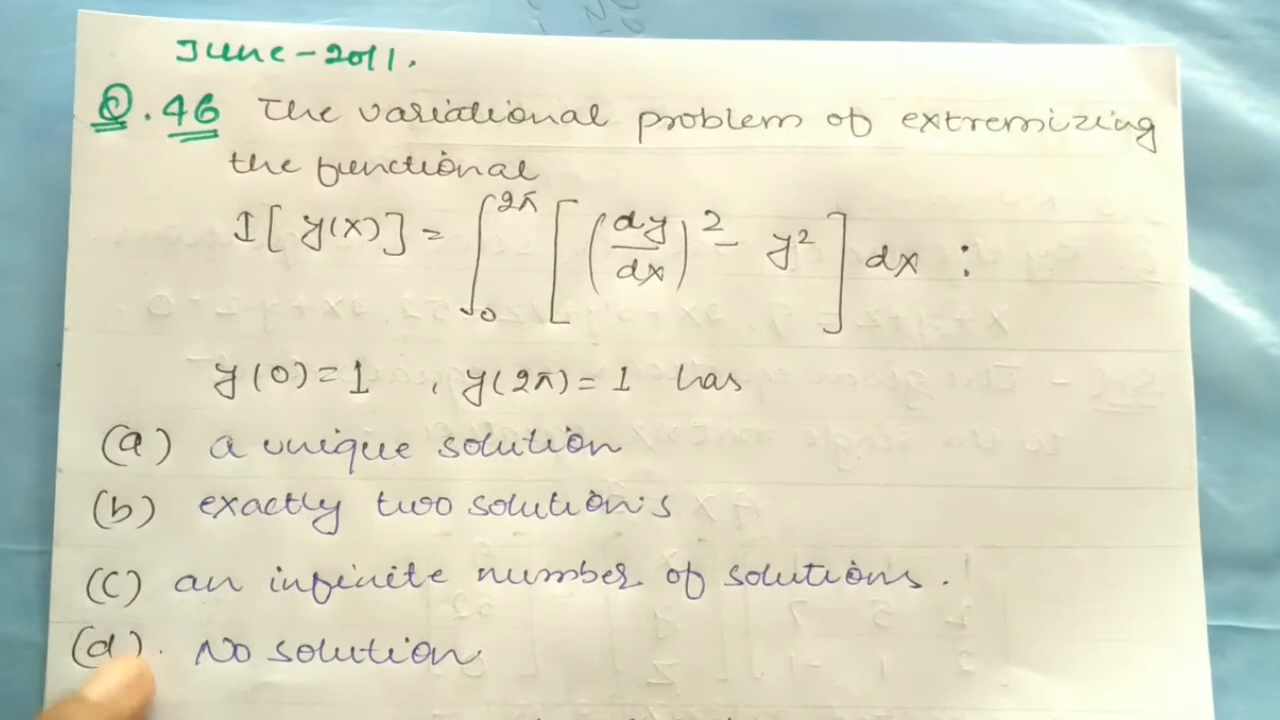 June-2011.
Q.46 The variational problem of extremizing
the functional
I[y(x)] = ∫₀^2π [(dy/dx)² - y²] dx :
y(0)=1 , y(2π)=1 has
(a) a unique solution
(b) exactly two solutions
(c) an infinite number of solutions.
(d). No solution